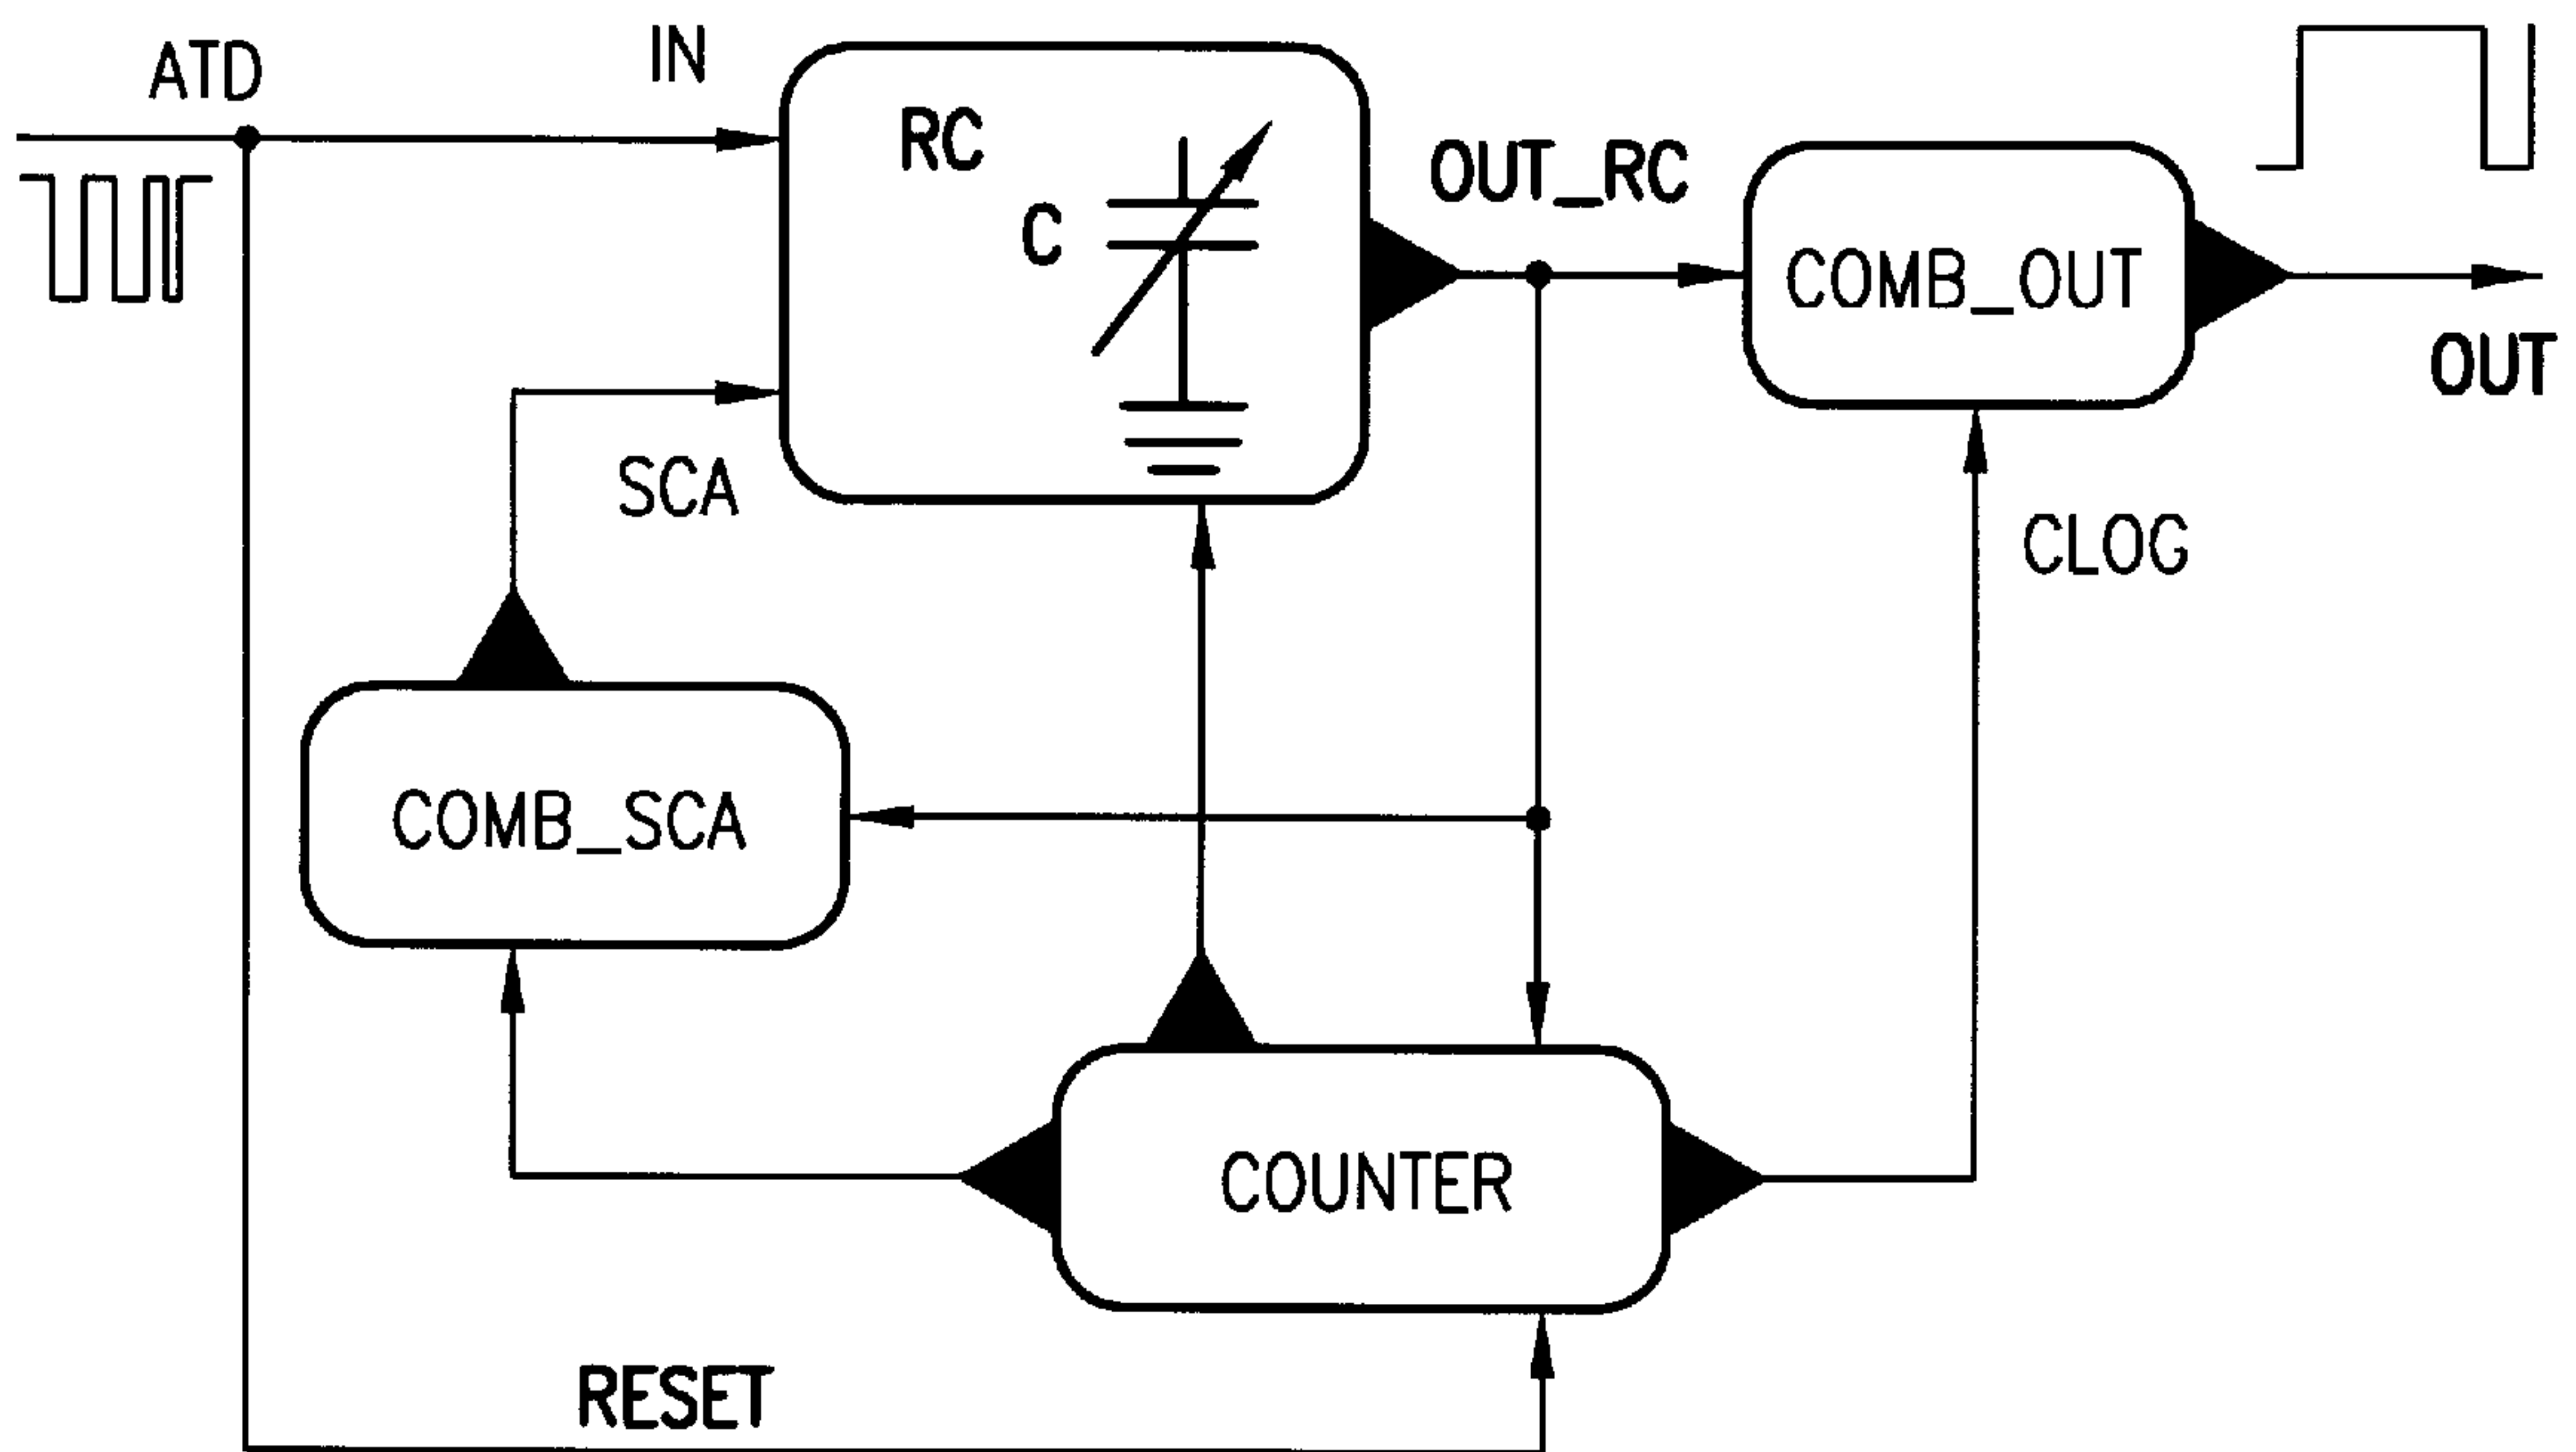 ATD
IN
RC
C
OUT_RC
COMB_OUT
OUT
SCA
CLOG
COMB_SCA
COUNTER
RESET